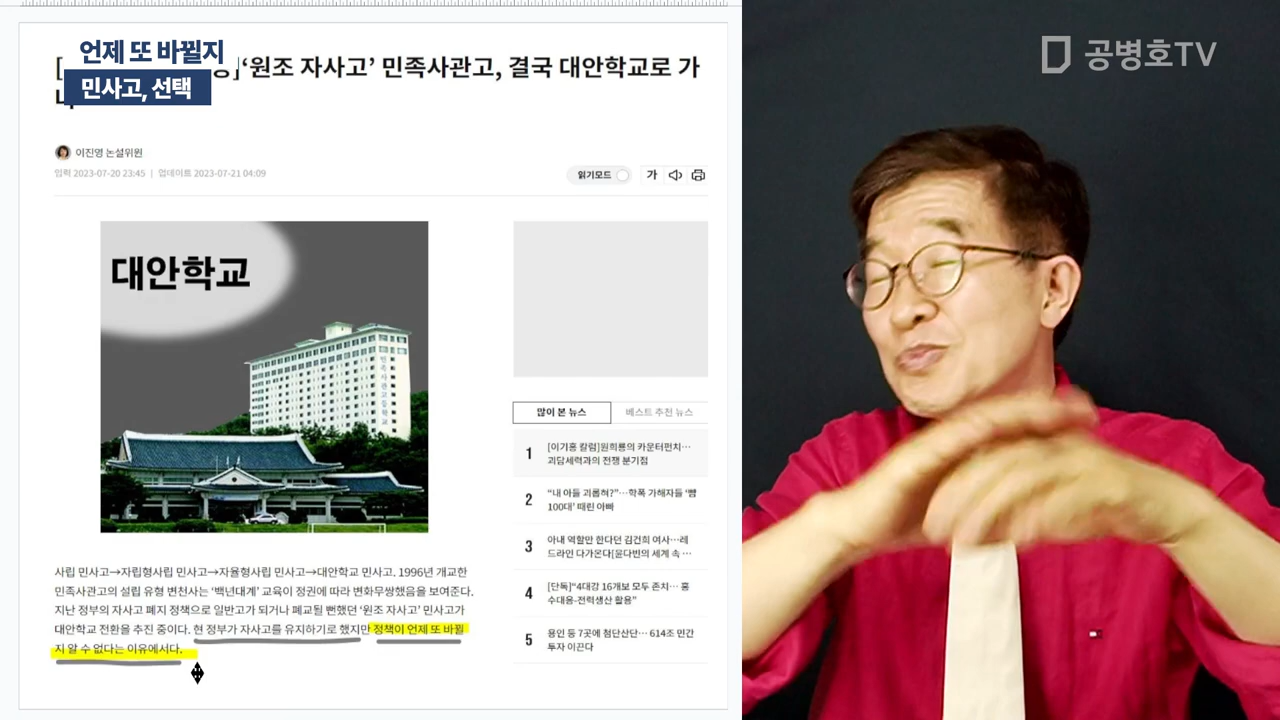 언제 또 바뀔지
민사고, 선택
‘원조 자사고’ 민족사관고, 결국 대안학교로 가
이진영 논설위원
입력 2023-07-20 23:45 | 업데이트 2023-07-21 04:09
읽기모드
가
대안학교
민족사관고등학교
사립 민사고→자립형사립 민사고→자율형사립 민사고→대안학교 민사고. 1996년 개교한
민족사관고의 설립 유형 변천사는 ‘백년대계’ 교육이 정권에 따라 변화무쌍했음을 보여준다.
지난 정부의 자사고 폐지 정책으로 일반고가 되거나 폐교될 뻔했던 ‘원조 자사고’ 민사고가
대안학교 전환을 추진 중이다. 현 정부가 자사고를 유지하기로 했지만 정책이 언제 또 바뀔
지 알 수 없다는 이유에서다.
많이 본 뉴스
베스트 추천 뉴스
1
[이기홍 칼럼]원희룡의 카운터펀치…
괴담세력과의 전쟁 분기점
2
“내 아들 괴롭혀?”…학폭 가해자들 ‘뺨
100대’ 때린 아빠
3
아내 역할만 한다던 김건희 여사…레
드라인 다가온다[윤다빈의 세계 속 …
4
[단독]“4대강 16개보 모두 존치… 홍
수대응-전력생산 활용”
5
용인 등 7곳에 첨단산단… 614조 민간
투자 이끈다
공병호TV